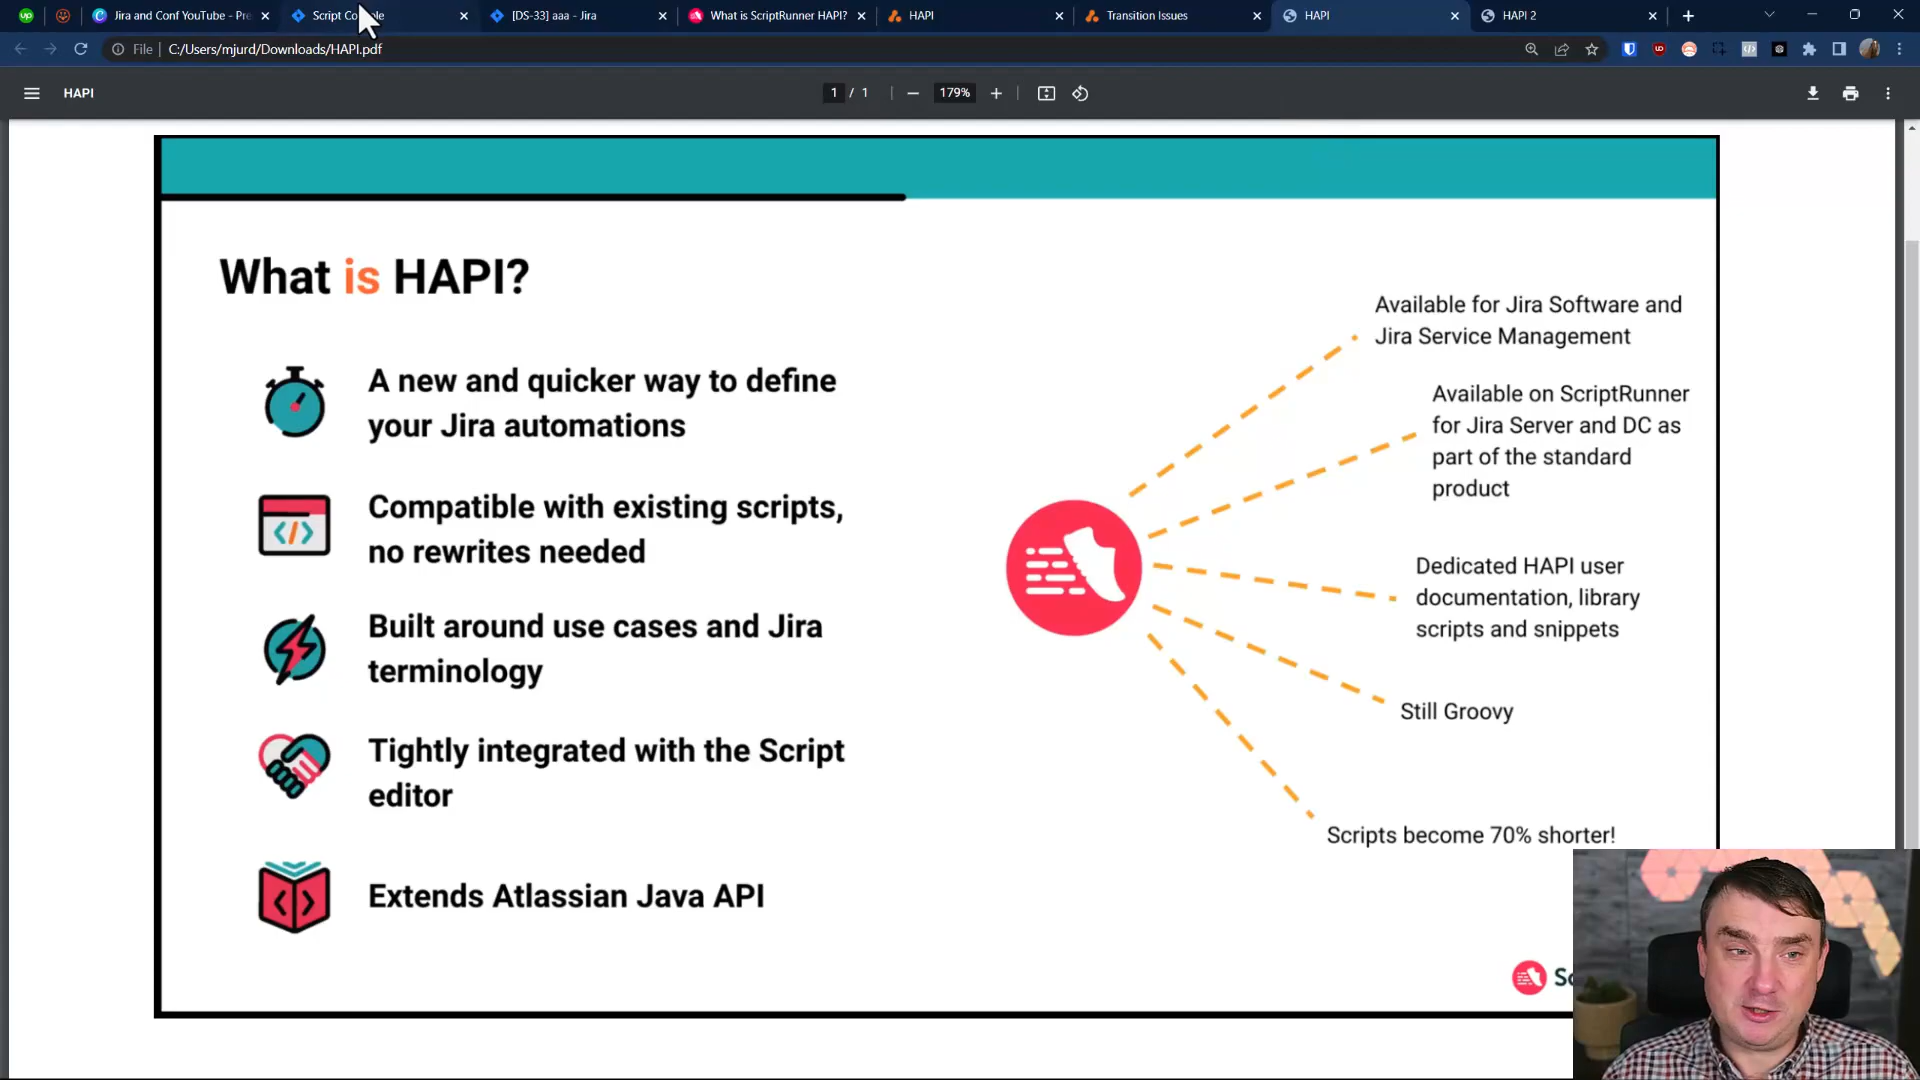 up
Jira and Conf YouTube - Pre
Script Co
[DS-33] aaa - Jira
What is ScriptRunner HAPI?
HAPI
Transition Issues
HAPI
HAPI 2
File
C:/Users/mjurd/Downloads/HAPI.pdf
HAPI
1 / 1
179%
What is HAPI?
A new and quicker way to define
your Jira automations
Compatible with existing scripts,
no rewrites needed
Built around use cases and Jira
terminology
Tightly integrated with the Script
editor
Extends Atlassian Java API
Available for Jira Software and
Jira Service Management
Available on ScriptRunner
for Jira Server and DC as
part of the standard
product
Dedicated HAPI user
documentation, library
scripts and snippets
Still Groovy
Scripts become 70% shorter!